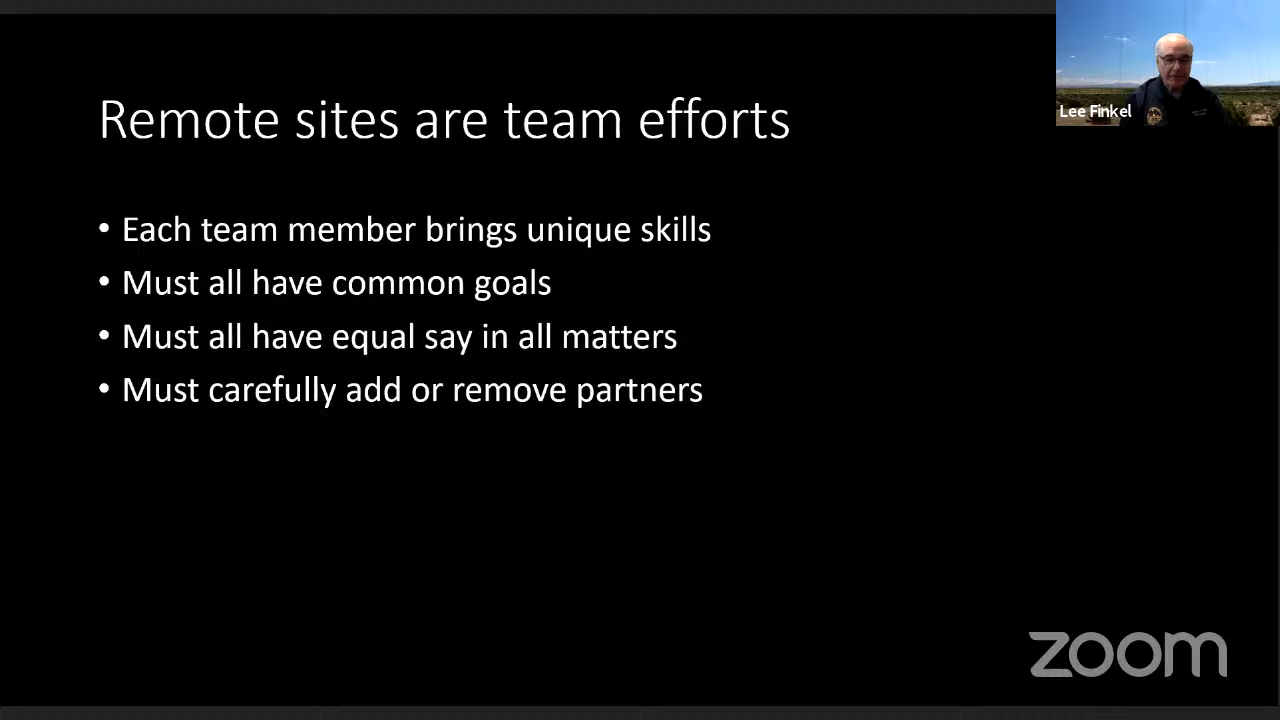 Remote sites are team efforts
Lee Finkel
• Each team member brings unique skills
• Must all have common goals
• Must all have equal say in all matters
• Must carefully add or remove partners
zoom